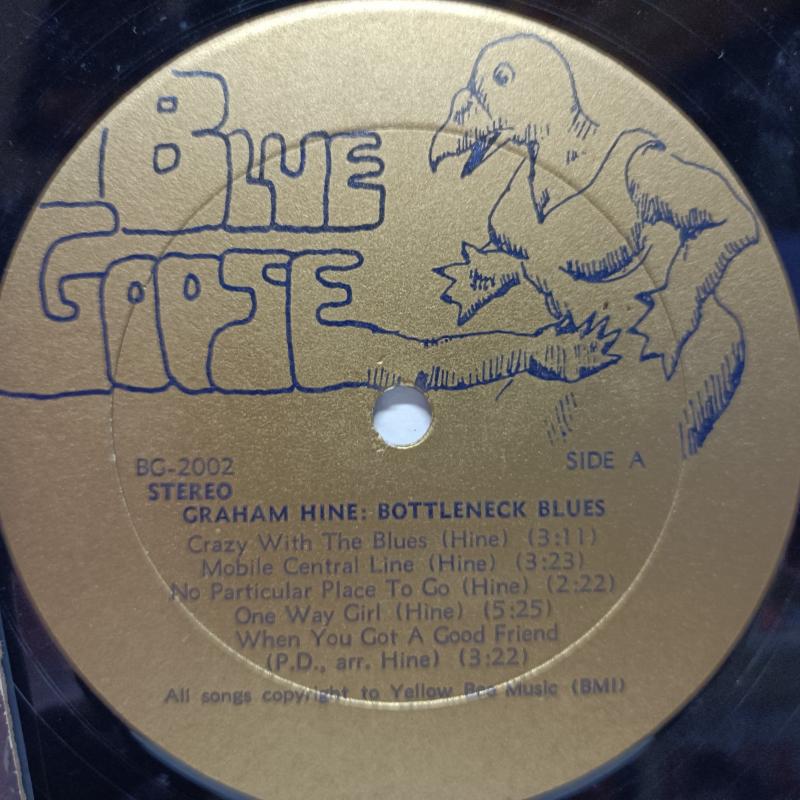 BLUE
GOOSE
BG-2002
SIDE A
STEREO
GRAHAM HINE: BOTTLENECK BLUES
Crazy With The Blues (Hine) (3:11)
Mobile Central Line (Hine) (3:23)
No Particular Place To Go (Hine) (2:22)
One Way Girl (Hine) (5:25)
When You Got A Good Friend
(P.D., arr. Hine) (3:22)
All songs copyright to Yellow Bee Music (BMI)